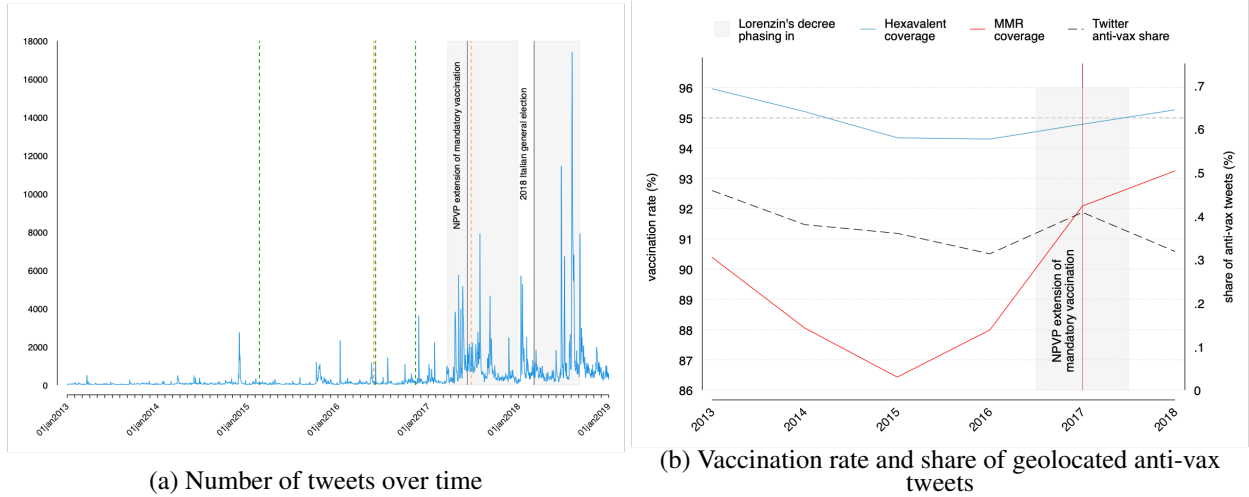 18000
16000
14000
12000
10000
8000
6000
4000
2000
0
01jan2013
01jan2014
01jan2015
01jan2016
01jan2017
01jan2018
01jan2019
NPVP extension of mandatory vaccination
2018 Italian general election
(a) Number of tweets over time
Lorenzin's decree
phasing in
Hexavalent
coverage
MMR
coverage
Twitter
anti-vax share
vaccination rate (%)
96
95
94
93
92
91
90
89
88
87
86
NPVP extension of
mandatory vaccination
.7
.6
.5
.4
.3
.2
.1
0
share of anti-vax tweets (%)
2013
2014
2015
2016
2017
2018
(b) Vaccination rate and share of geolocated anti-vax
tweets